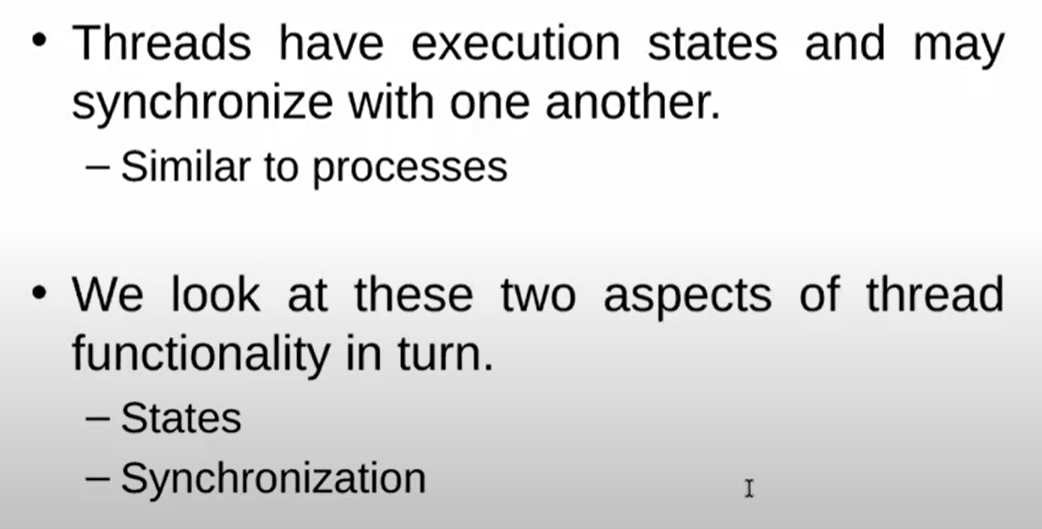 • Threads have execution states and may
synchronize with one another.
– Similar to processes
• We look at these two aspects of thread
functionality in turn.
– States
– Synchronization